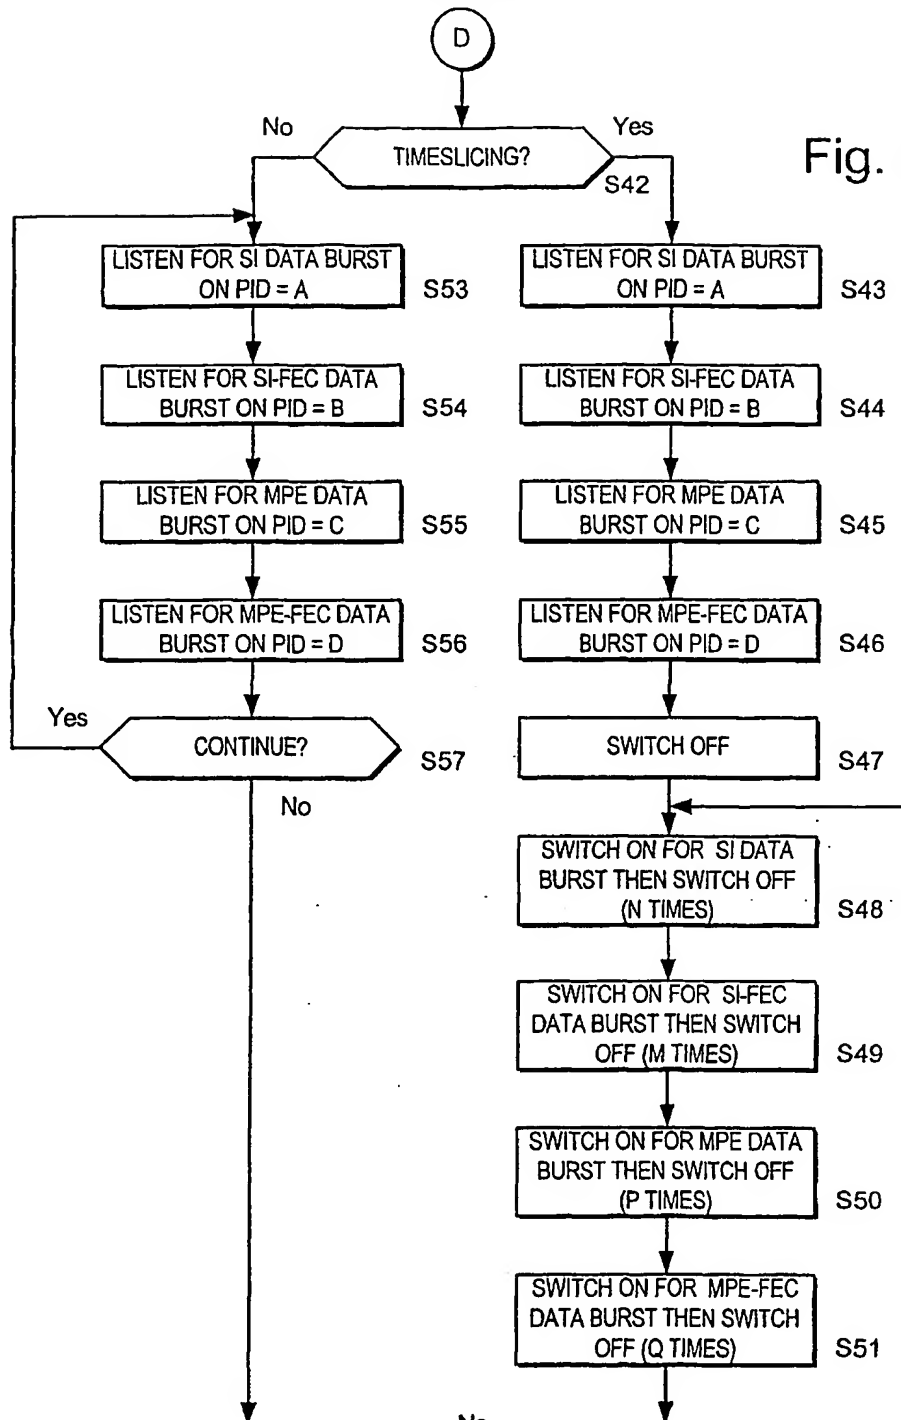 D
No
Yes
TIMESLICING?
Fig.
S42
LISTEN FOR SI DATA BURST
ON PID = A
S53
LISTEN FOR SI-FEC DATA
BURST ON PID = B
S54
LISTEN FOR MPE DATA
BURST ON PID = C
S55
LISTEN FOR MPE-FEC DATA
BURST ON PID = D
S56
Yes
CONTINUE?
S57
No
LISTEN FOR SI DATA BURST
ON PID = A
S43
LISTEN FOR SI-FEC DATA
BURST ON PID = B
S44
LISTEN FOR MPE DATA
BURST ON PID = C
S45
LISTEN FOR MPE-FEC DATA
BURST ON PID = D
S46
SWITCH OFF
S47
SWITCH ON FOR SI DATA
BURST THEN SWITCH OFF
(N TIMES)
S48
SWITCH ON FOR SI-FEC
DATA BURST THEN SWITCH
OFF (M TIMES)
S49
SWITCH ON FOR MPE DATA
BURST THEN SWITCH OFF
(P TIMES)
S50
SWITCH ON FOR MPE-FEC
DATA BURST THEN SWITCH
OFF (Q TIMES)
S51
No